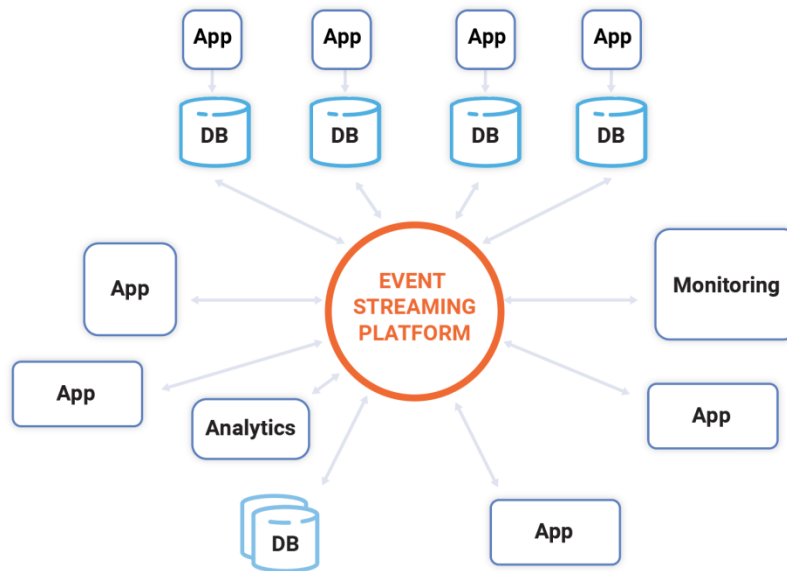 App
App
App
App
DB
DB
DB
DB
EVENT
STREAMING
PLATFORM
App
Monitoring
App
App
Analytics
DB
App